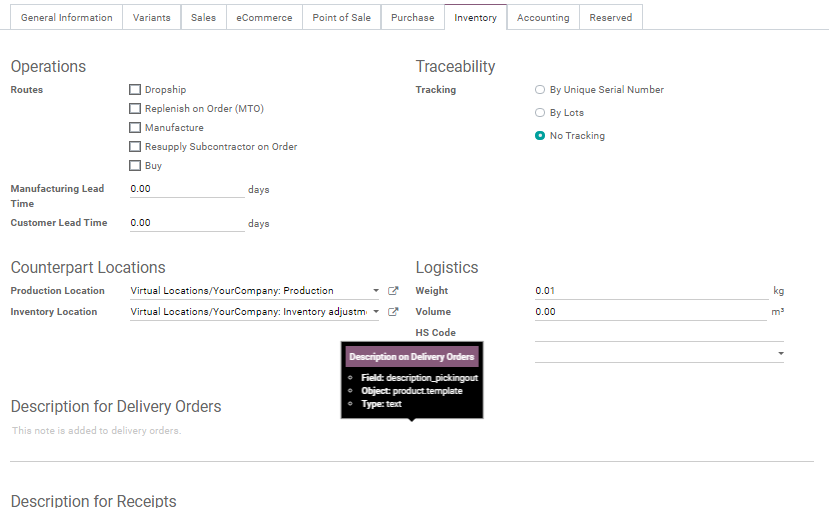 General Information Variants Sales eCommerce Point of Sale Purchase Inventory Accounting Reserved
Operations
Routes
Dropship
Replenish on Order (MTO)
Manufacture
Resupply Subcontractor on Order
Buy
Manufacturing Lead
Time
0.00 days
Customer Lead Time 0.00 days
Traceability
Tracking
By Unique Serial Number
By Lots
No Tracking
Counterpart Locations
Production Location Virtual Locations/YourCompany: Production
Inventory Location Virtual Locations/YourCompany: Inventory adjustm
Logistics
Weight 0.01 kg
Volume 0.00 m³
HS Code
Description on Delivery Orders
Field: description_pickingout
Object: product.template
Type: text
Description for Delivery Orders
This note is added to delivery orders.
Description for Receipts